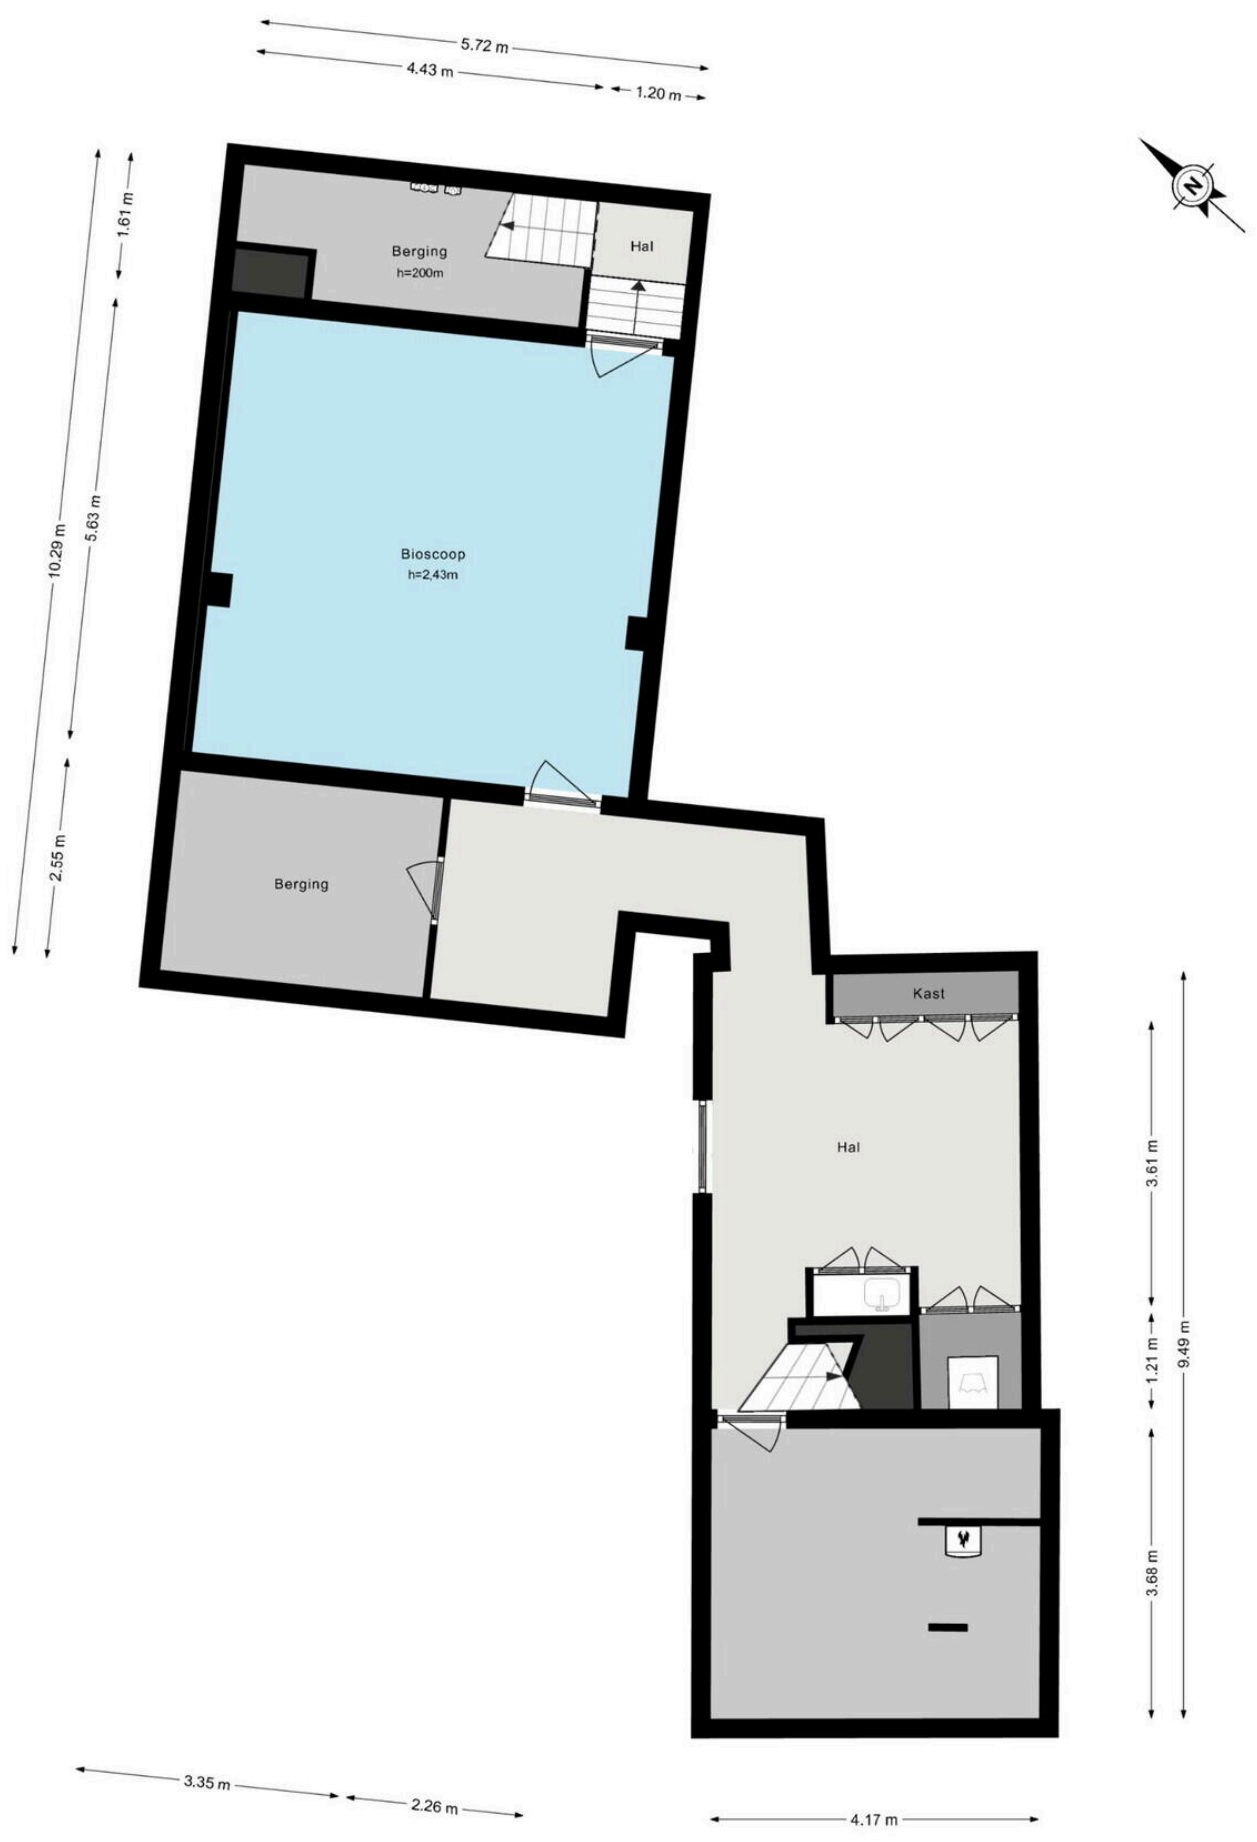 5.72 m
4.43 m
1.20 m
N
1.61 m
Hal
Berging
h=200m
5.63 m
10.29 m
Bioscoop
h=2,43m
2.55 m
Berging
Kast
Hal
3.61 m
1.21 m
9.49 m
3.68 m
3.35 m
2.26 m
4.17 m